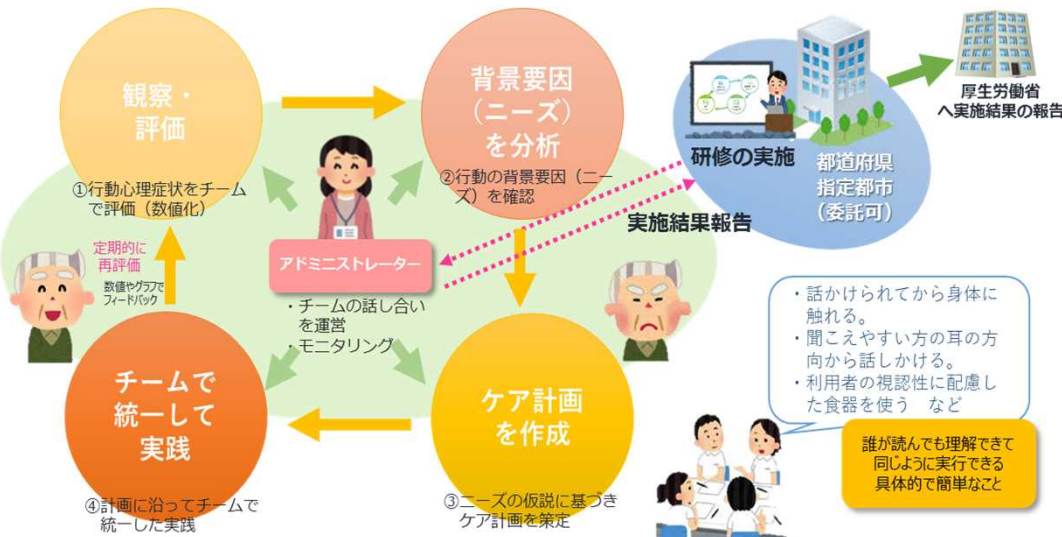 観察・
評価
①行動心理症状をチーム
で評価（数値化）
背景要因
（ニーズ）
を分析
②行動の背景要因（ニー
ズ）を確認
研修の実施
都道府県
指定都市
（委託可）
厚生労働省
へ実施結果の報告
実施結果報告
アドミニストレーター
・チームの話し合い
を運営
・モニタリング
定期的に
再評価
数値やグラフで
フィードバック
チームで
統一して
実践
④計画に沿ってチームで
統一した実践
ケア計画
を作成
③ニーズの仮説に基づき
ケア計画を策定
・話かけられてから身体に
触れる。
・聞こえやすい方の耳の方
向から話しかける。
・利用者の視認性に配慮し
た食器を使う　など
誰が読んでも理解できて
同じように実行できる
具体的で簡単なこと